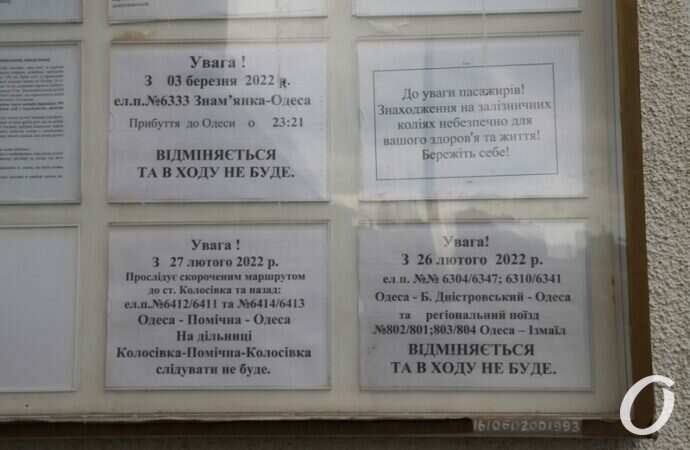 Увага !
З 03 березня 2022 р.
ел.п.№6333 Знам’янка-Одеса
Прибуття до Одеси о 23:21
ВІДМІНЯЄТЬСЯ
ТА В ХОДУ НЕ БУДЕ.
До уваги пасажирів!
Знаходження на залізничних
коліях небезпечно для
вашого здоров'я та життя!
Бережіть себе!
Увага !
З 27 лютого 2022 р.
Прослідує скороченим маршрутом
до ст. Колосівка та назад:
ел.п.№6412/6411 та №6414/6413
Одеса - Помічна - Одеса
На дільниці
Колосівка-Помічна-Колосівка
слідувати не буде.
Увага!
З 26 лютого 2022 р.
ел.п. №№ 6304/6347; 6310/6341
Одеса - Б. Дністровський - Одеса
та регіональний поїзд
№802/801;803/804 Одеса – Ізмаїл
ВІДМІНЯЄТЬСЯ
ТА В ХОДУ НЕ БУДЕ.
16/0602001993